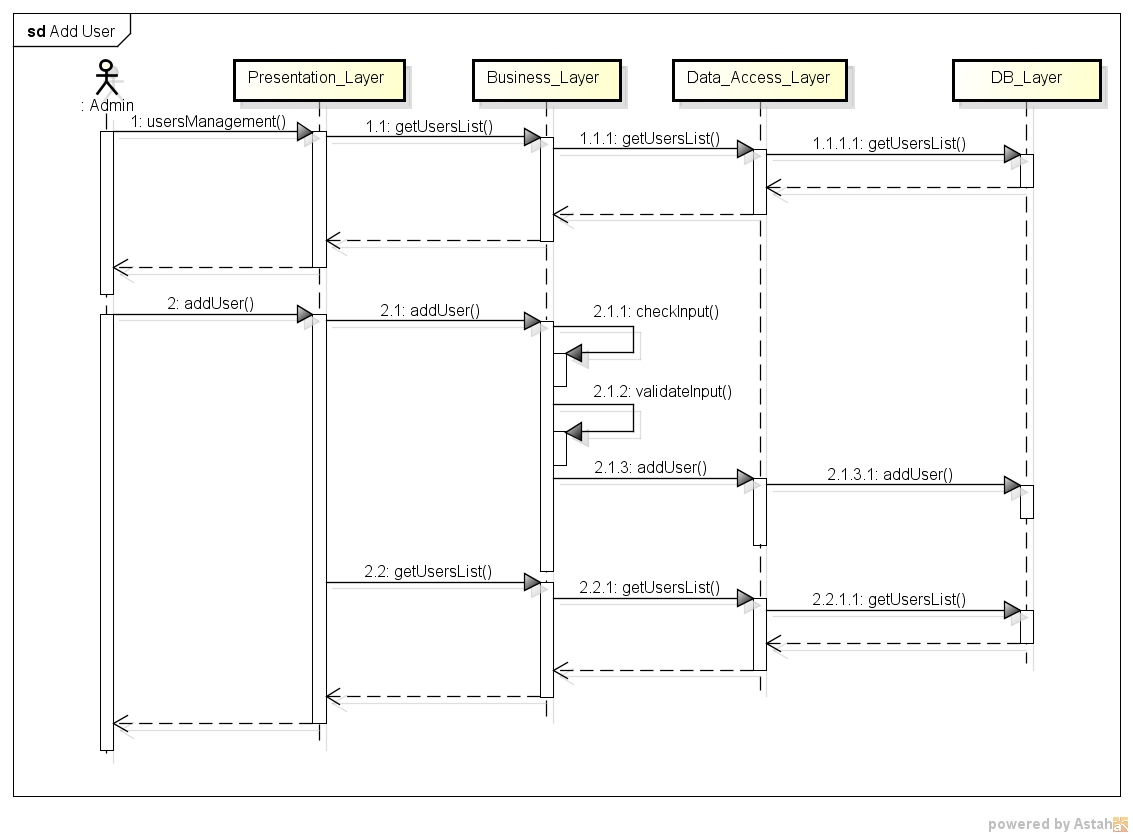 sd Add User
Presentation_Layer
Business_Layer
Data_Access_Layer
DB_Layer
: Admin
1: usersManagement()
1.1: getUsersList()
1.1.1: getUsersList()
1.1.1.1: getUsersList()
2: addUser()
2.1: addUser()
2.1.1: checkInput()
2.1.2: validateInput()
2.1.3: addUser()
2.1.3.1: addUser()
2.2: getUsersList()
2.2.1: getUsersList()
2.2.1.1: getUsersList()
powered by Astah